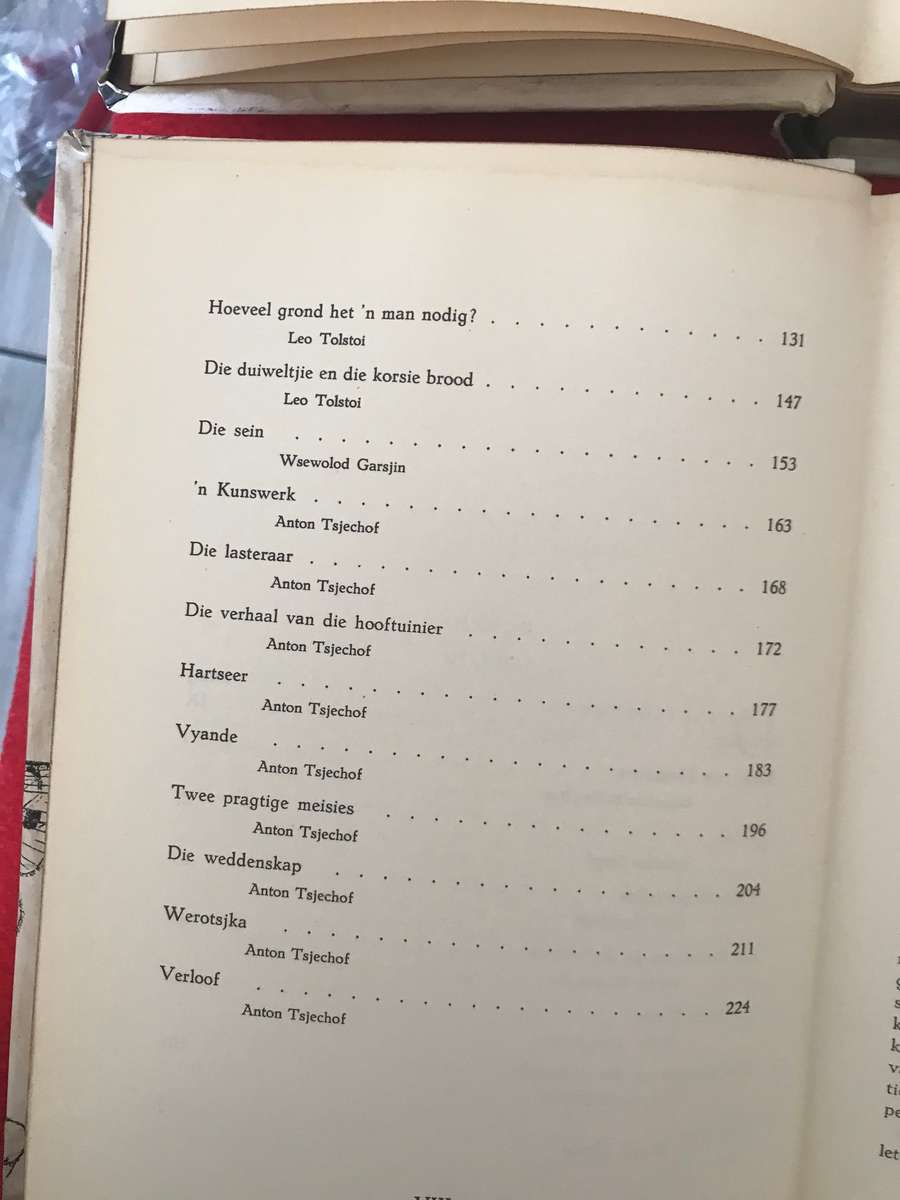 Hoeveel grond het 'n man nodig? . . . . . . . . . . . . 131
Leo Tolstoi
Die duiweltjie en die korsie brood . . . . . . . . . . . . 147
Leo Tolstoi
Die sein . . . . . . . . . . . . . . . . . . . . 153
Wsewolod Garsjin
'n Kunswerk . . . . . . . . . . . . . . . . . . . 163
Anton Tsjechof
Die lasteraar . . . . . . . . . . . . . . . . . . . 168
Anton Tsjechof
Die verhaal van die hooftuinier . . . . . . . . . . . . 172
Anton Tsjechof
Hartseer . . . . . . . . . . . . . . . . . . . . 177
Anton Tsjechof
Vyande . . . . . . . . . . . . . . . . . . . . 183
Anton Tsjechof
Twee pragtige meisies . . . . . . . . . . . . . . . 196
Anton Tsjechof
Die weddenskap . . . . . . . . . . . . . . . . . 204
Anton Tsjechof
Werotsjka . . . . . . . . . . . . . . . . . . . 211
Anton Tsjechof
Verloof . . . . . . . . . . . . . . . . . . . . 224
Anton Tsjechof